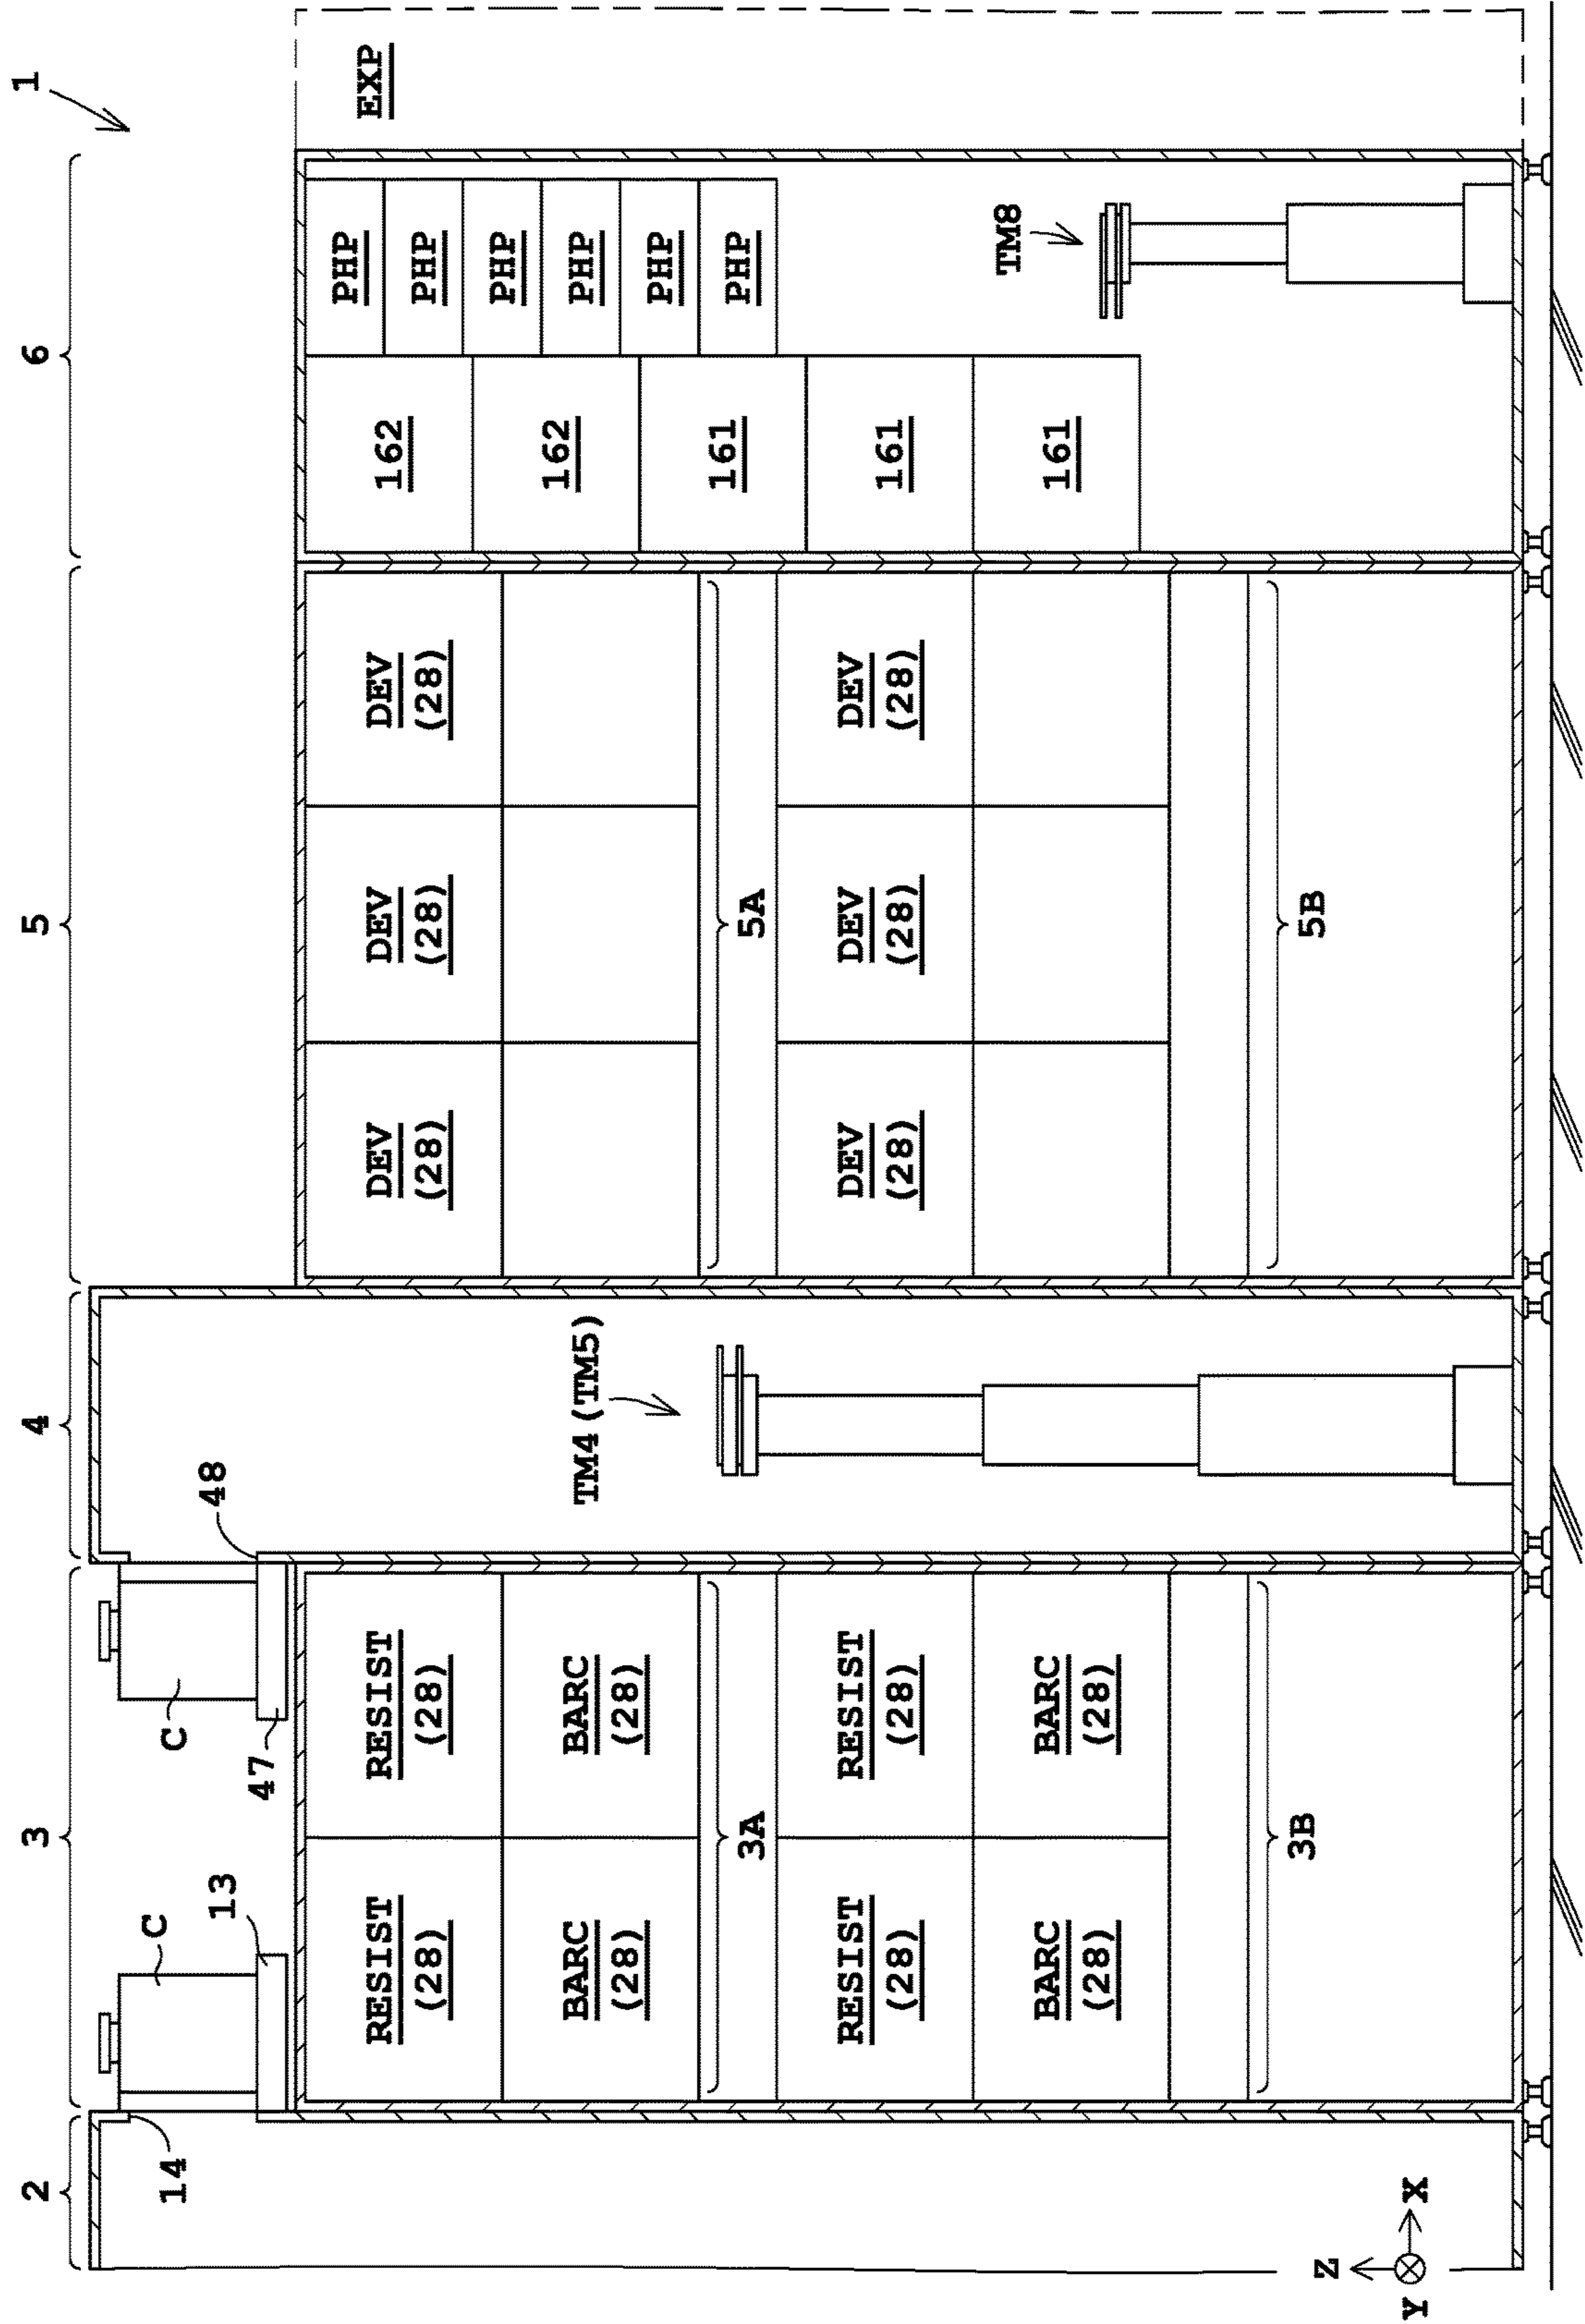 1
2 3 4 5 6
C C
14 13 47 48
EXP
RESIST
(28)
RESIST
(28)
DEV
(28)
DEV
(28)
DEV
(28)
162
PHP
PHP
BARC
(28)
BARC
(28)
TM4(TM5)
162
PHP
PHP
3A
5A
161
PHP
PHP
RESIST
(28)
RESIST
(28)
DEV
(28)
DEV
(28)
DEV
(28)
161
TM8
BARC
(28)
BARC
(28)
161
3B
5B
Z
Y X